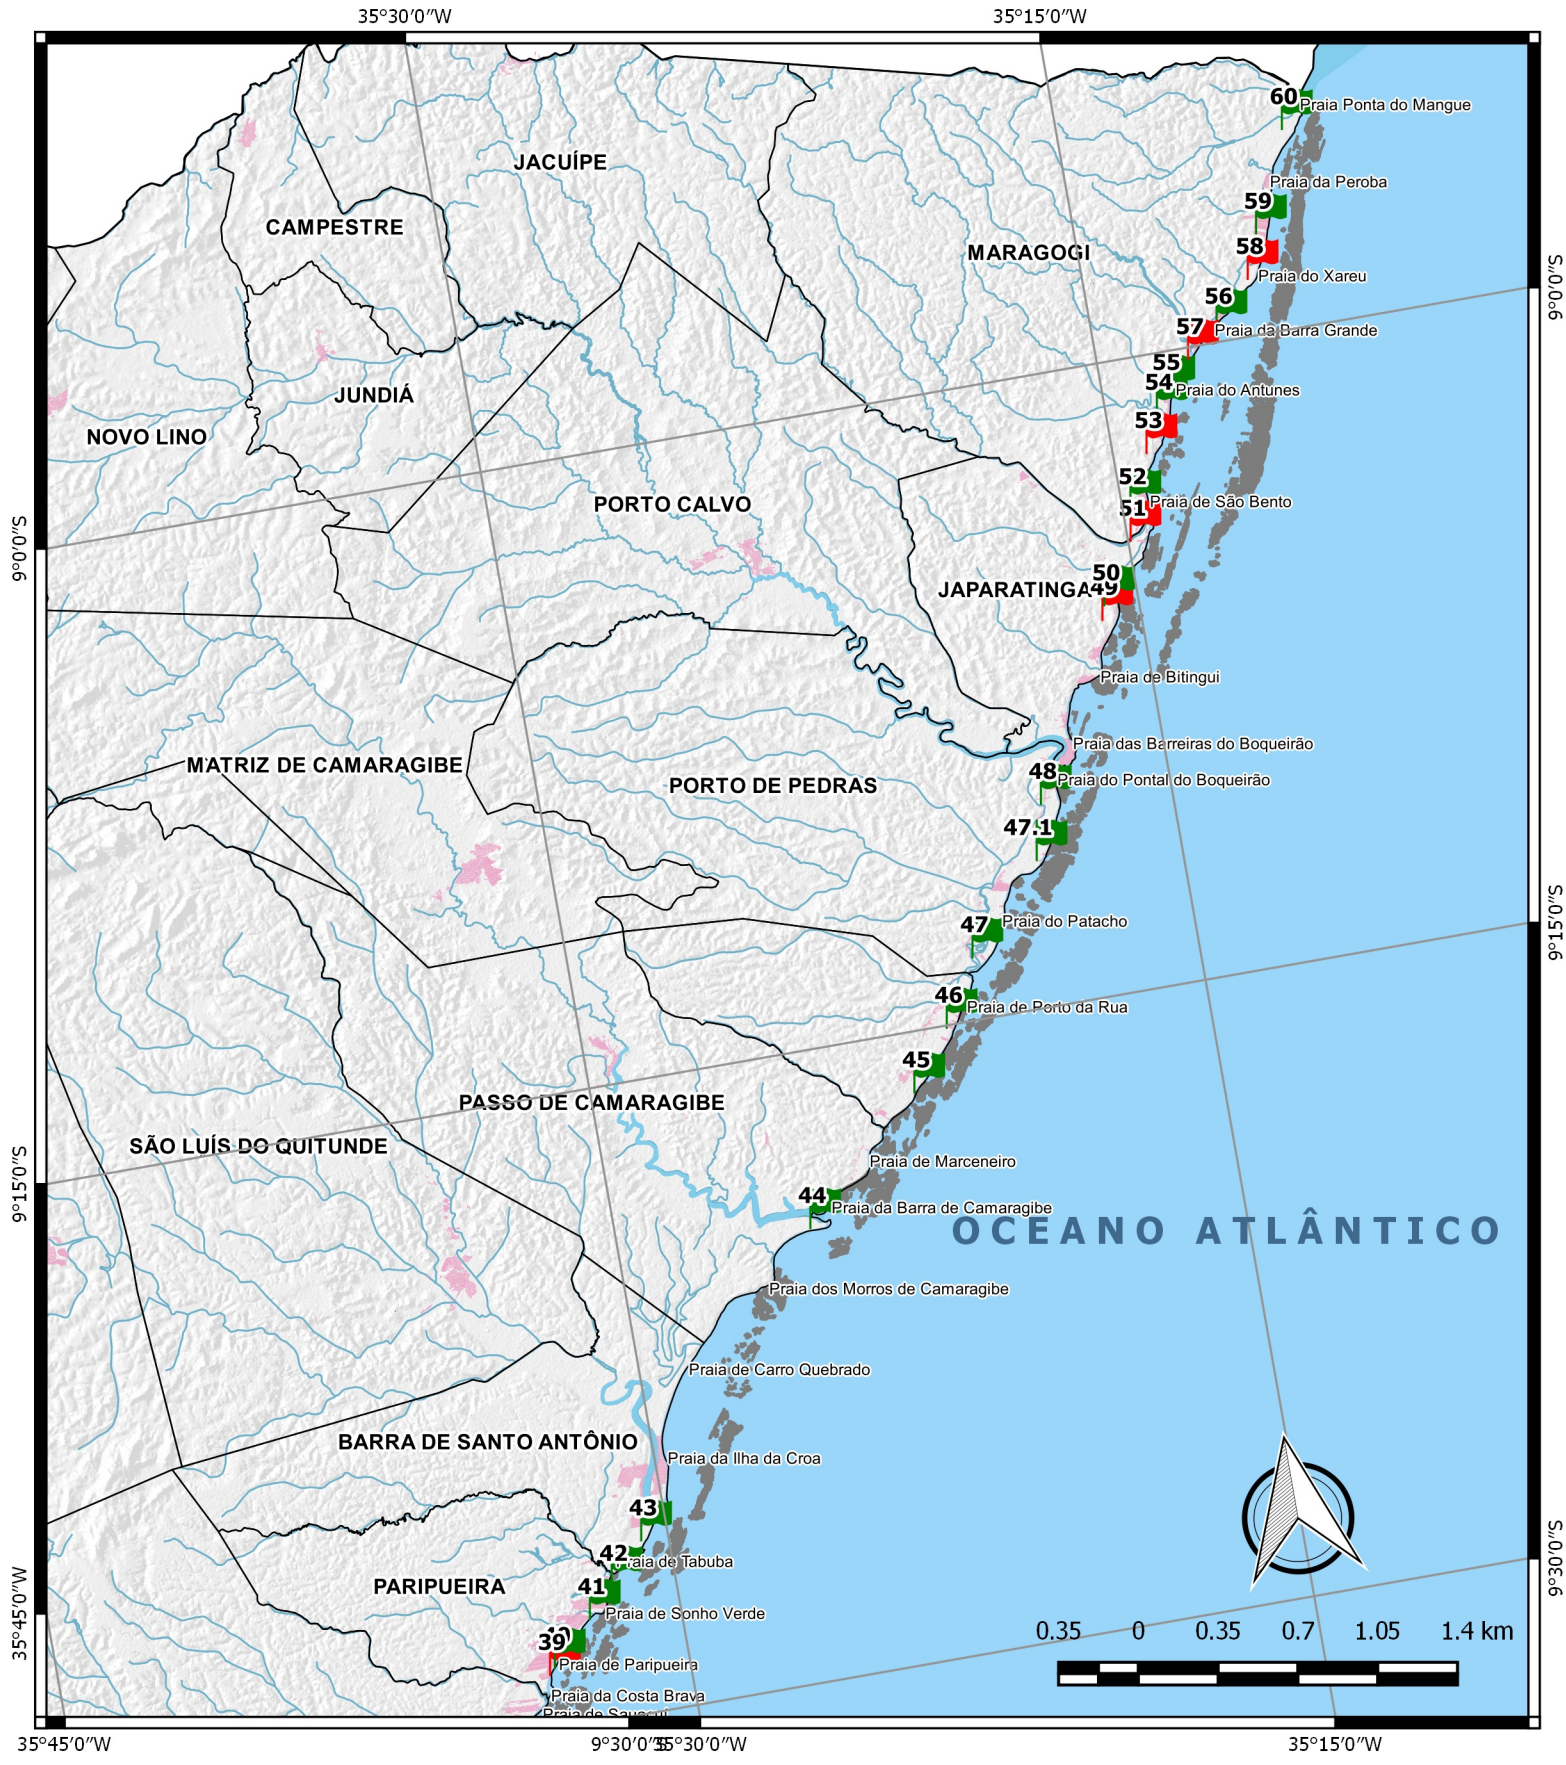 35°30′0″W
35°15′0″W
60
Praia Ponta do Mangue
JACUÍPE
Praia da Peroba
59
CAMPESTRE
58
MARAGOGI
Praia do Xareu
9°0′0″S
56
57
Praia da Barra Grande
55
54
Praia do Antunes
JUNDIÁ
53
NOVO LINO
52
PORTO CALVO
51
Praia de São Bento
9°0′0″S
50
JAPARATINGA
49
Praia de Bitingui
Praia das Barreiras do Boqueirão
MATRIZ DE CAMARAGIBE
48
Praia do Pontal do Boqueirão
PORTO DE PEDRAS
47.1
47
Praia do Patacho
9°15′0″S
46
Praia de Porto da Rua
45
PASSO DE CAMARAGIBE
SÃO LUÍS DO QUITUNDE
Praia de Marceneiro
9°15′0″S
44
Praia da Barra de Camaragibe
OCEANO ATLÂNTICO
Praia dos Morros de Camaragibe
Praia de Carro Quebrado
BARRA DE SANTO ANTÔNIO
Praia da Ilha da Croa
43
42
de Tabuba
9°30′0″S
PARIPUEIRA
41
Praia de Sonho Verde
35°45′0″W
39
Praia de Paripueira
0.35 0 0.35 0.7 1.05 1.4 km
Praia da Costa Brava
Praia de
35°45′0″W
9°30′0″S
35°30′0″W
35°15′0″W